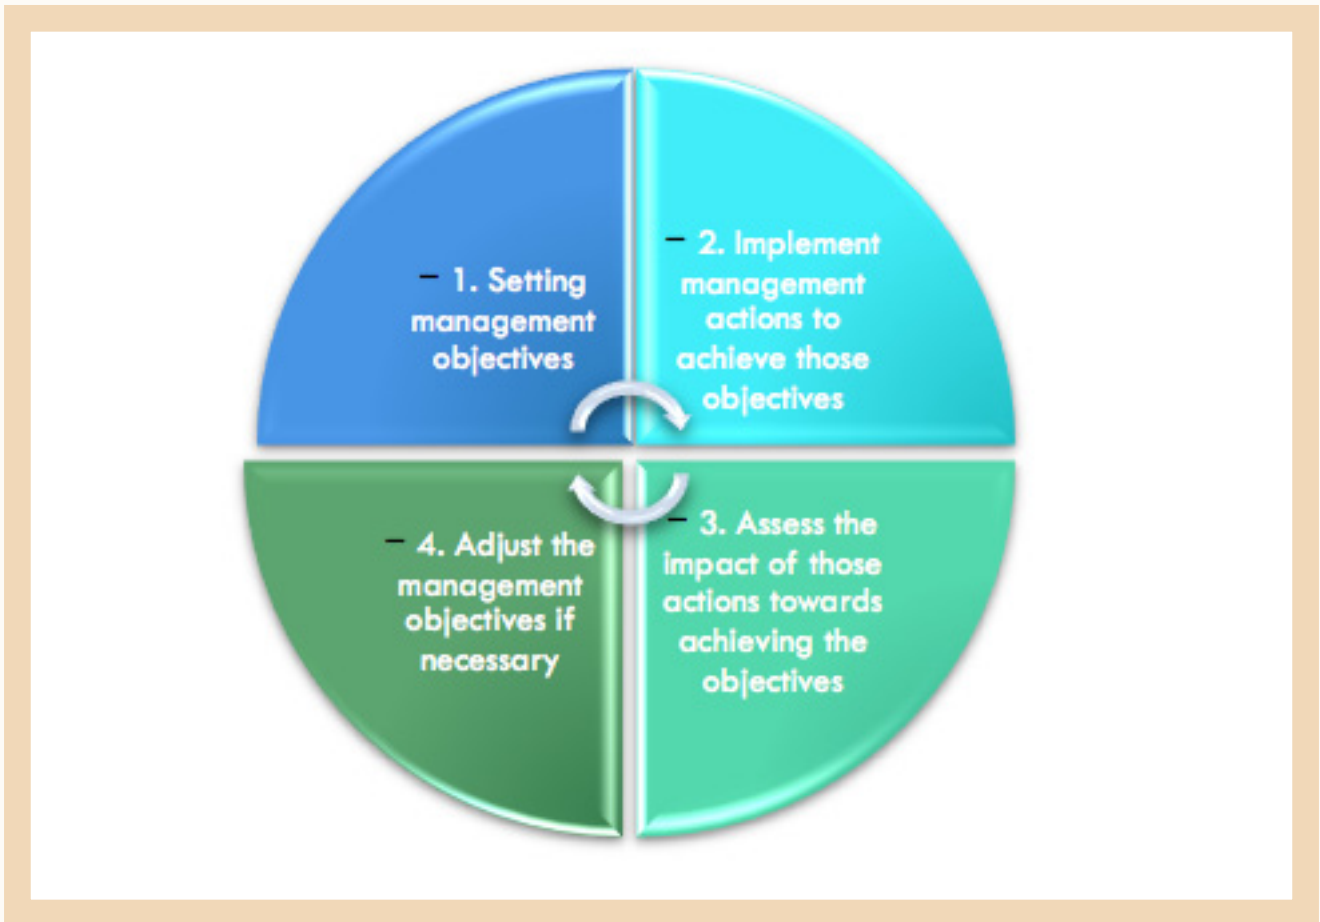 – 1. Setting
management
objectives
– 2. Implement
management
actions to
achieve those
objectives
– 3. Assess the
impact of those
actions towards
achieving the
objectives
– 4. Adjust the
management
objectives if
necessary